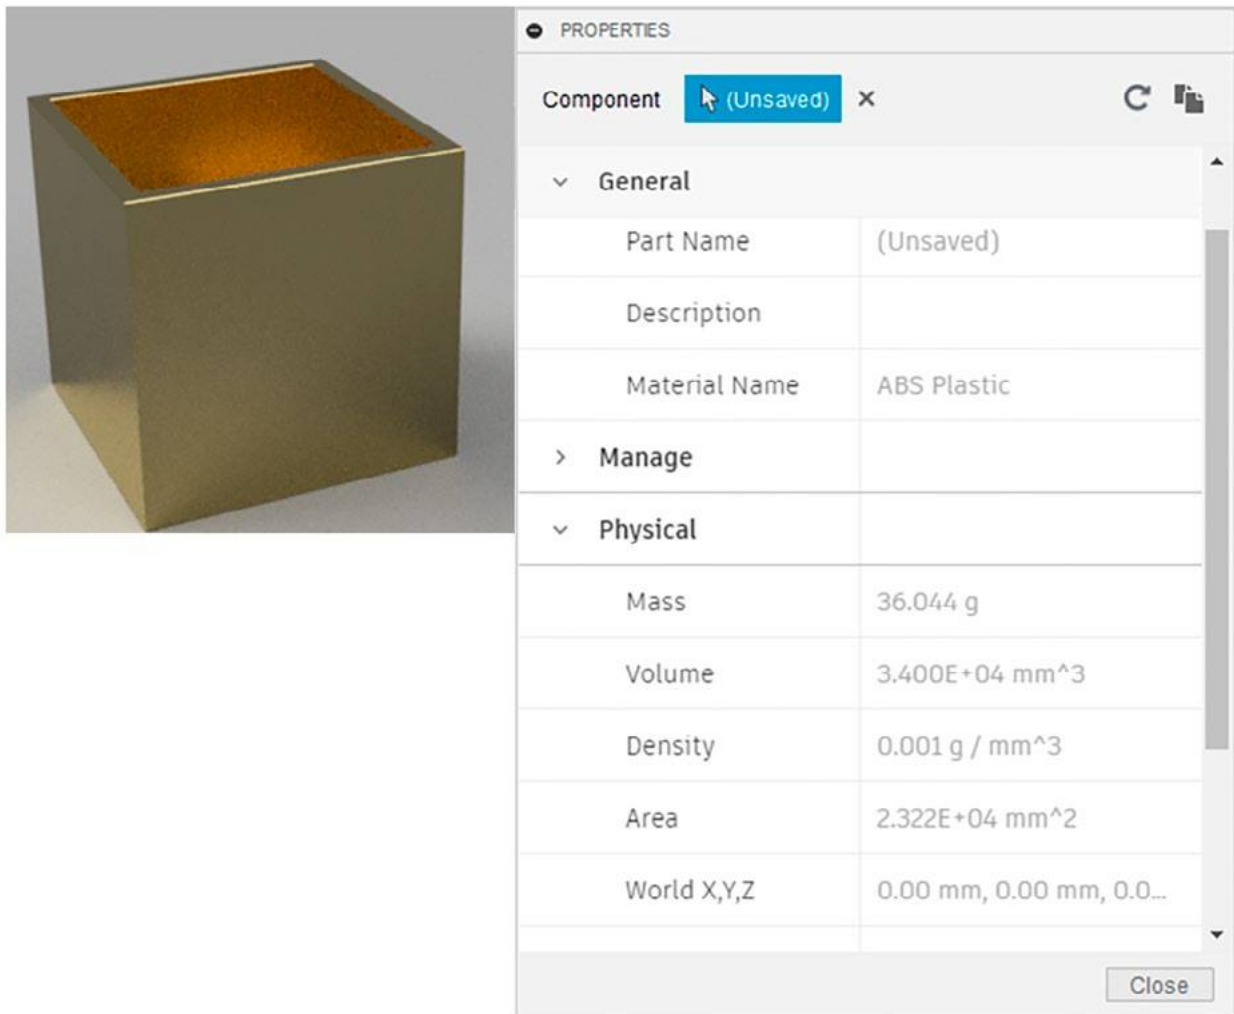 PROPERTIES
Component (Unsaved)
General
Part Name (Unsaved)
Description
Material Name ABS Plastic
Manage
Physical
Mass 36.044 g
Volume 3.400E+04 mm^3
Density 0.001 g / mm^3
Area 2.322E+04 mm^2
World X,Y,Z 0.00 mm, 0.00 mm, 0.0...
Close